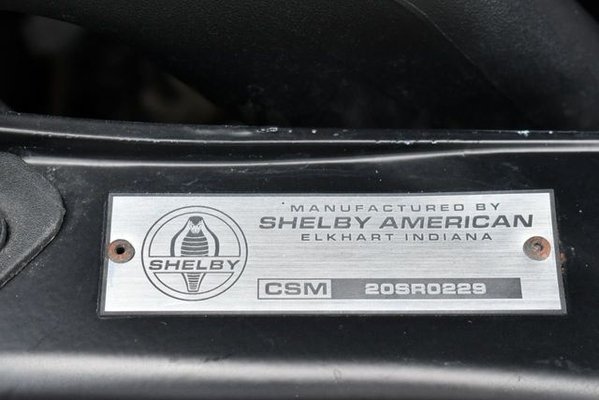 MANUFACTURED BY
SHELBY AMERICAN
ELKHART INDIANA
SHELBY
CSM 20SR0229